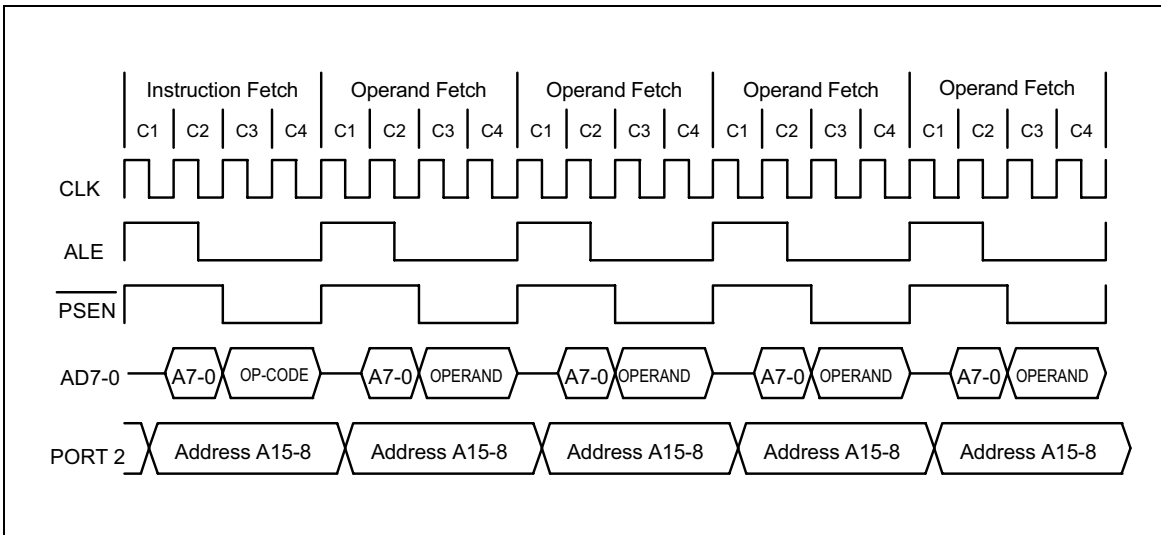 Instruction Fetch Operand Fetch Operand Fetch Operand Fetch Operand Fetch
C1 C2 C3 C4 C1 C2 C3 C4 C1 C2 C3 C4 C1 C2 C3 C4 C1 C2 C3 C4
CLK
ALE
PSEN
AD7-0 A7-0 OP-CODE A7-0 OPERAND A7-0 OPERAND A7-0 OPERAND A7-0 OPERAND
PORT 2 Address A15-8 Address A15-8 Address A15-8 Address A15-8 Address A15-8